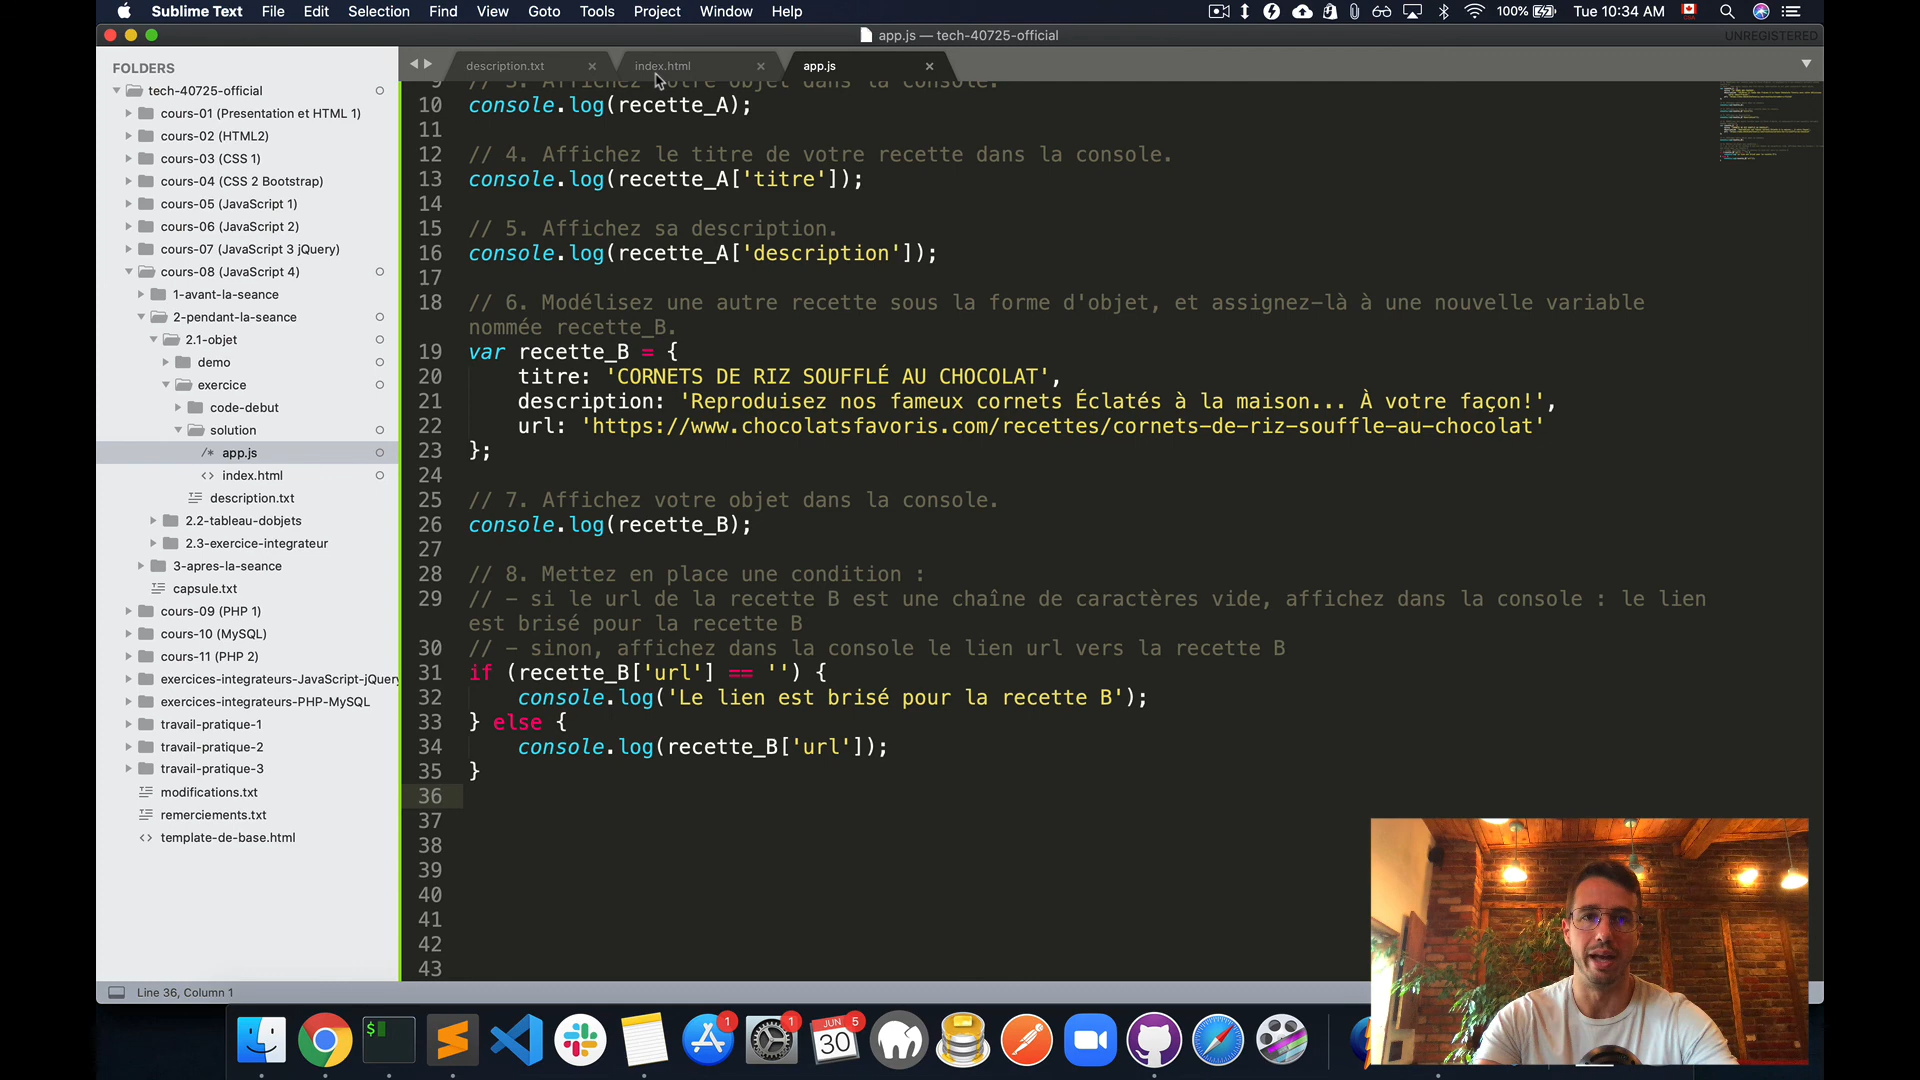 Sublime Text File Edit Selection Find View Goto Tools Project Window Help 100% Tue 10:34 AM
app.js — tech-40725-official UNREGISTERED
FOLDERS
description.txt index.html app.js
tech-40725-official
cours-01 (Presentation et HTML 1)
cours-02 (HTML2)
cours-03 (CSS 1)
cours-04 (CSS 2 Bootstrap)
cours-05 (JavaScript 1)
cours-06 (JavaScript 2)
cours-07 (JavaScript 3 jQuery)
cours-08 (JavaScript 4)
1-avant-la-seance
2-pendant-la-seance
2.1-objet
demo
exercice
code-debut
solution
/* app.js
<> index.html
description.txt
2.2-tableau-dobjets
2.3-exercice-integrateur
3-apres-la-seance
capsule.txt
cours-09 (PHP 1)
cours-10 (MySQL)
cours-11 (PHP 2)
exercices-integrateurs-JavaScript-jQuery
exercices-integrateurs-PHP-MySQL
travail-pratique-1
travail-pratique-2
travail-pratique-3
modifications.txt
remerciements.txt
<> template-de-base.html
9 // 3. Affichez votre objet dans la console.
10 console.log(recette_A);
11
12 // 4. Affichez le titre de votre recette dans la console.
13 console.log(recette_A['titre']);
14
15 // 5. Affichez sa description.
16 console.log(recette_A['description']);
17
18 // 6. Modélisez une autre recette sous la forme d'objet, et assignez-là à une nouvelle variable
nommée recette_B.
19 var recette_B = {
20 titre: 'CORNETS DE RIZ SOUFFLÉ AU CHOCOLAT',
21 description: 'Reproduisez nos fameux cornets Éclatés à la maison... À votre façon!',
22 url: 'https://www.chocolatsfavoris.com/recettes/cornets-de-riz-souffle-au-chocolat'
23 };
24
25 // 7. Affichez votre objet dans la console.
26 console.log(recette_B);
27
28 // 8. Mettez en place une condition :
29 // - si le url de la recette B est une chaîne de caractères vide, affichez dans la console : le lien
est brisé pour la recette B
30 // - sinon, affichez dans la console le lien url vers la recette B
31 if (recette_B['url'] == '') {
32 console.log('Le lien est brisé pour la recette B');
33 } else {
34 console.log(recette_B['url']);
35 }
36
37
38
39
40
41
42
43
Line 36, Column 1
$ 1 1 JUN 5 30